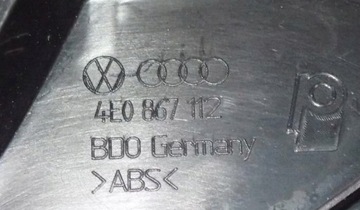 4E0 867 112
BDO Germany
>ABS<